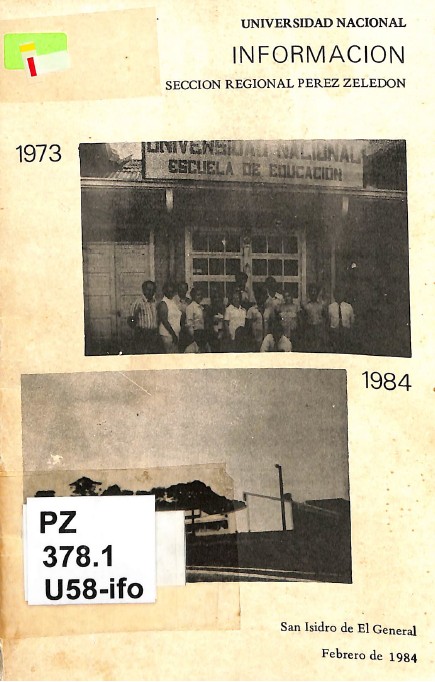 UNIVERSIDAD NACIONAL
INFORMACION
SECCION REGIONAL PEREZ ZELEDON
1973
UNIVERSIDAD NACIONAL
ESCUELA DE EDUCACION
1984
PZ
378.1
U58-ifo
San Isidro de El General
Febrero de 1984